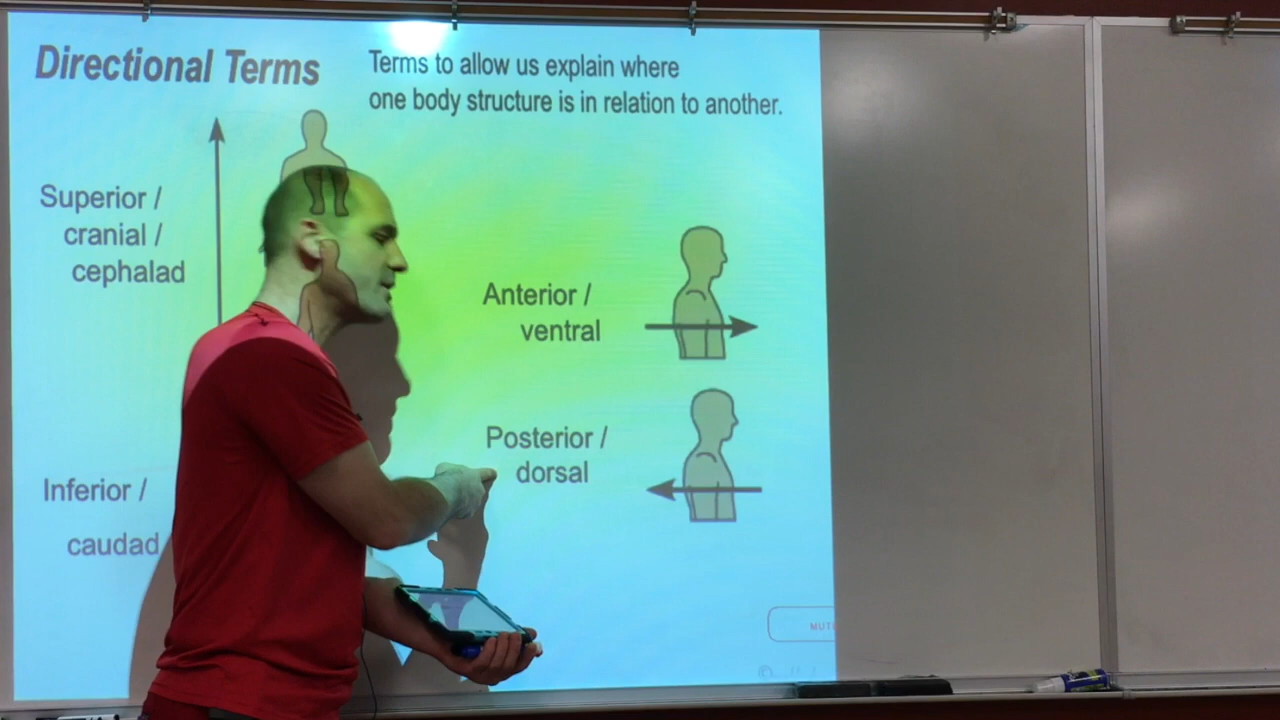 Directional Terms
Terms to allow us explain where
one body structure is in relation to another.
Superior /
cranial /
cephalad
Anterior /
ventral
Posterior /
dorsal
Inferior /
caudad